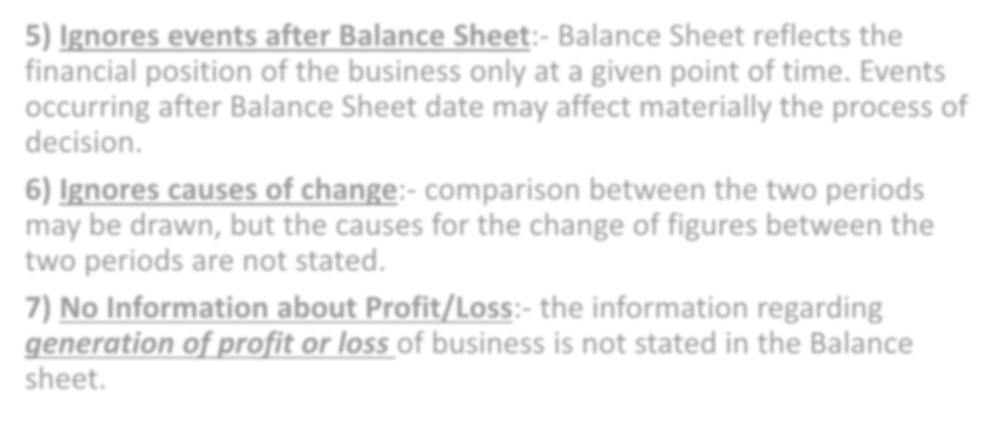 5) Ignores events after Balance Sheet:- Balance Sheet reflects the
financial position of the business only at a given point of time. Events
occurring after Balance Sheet date may affect materially the process of
decision.
6) Ignores causes of change:- comparison between the two periods
may be drawn, but the causes for the change of figures between the
two periods are not stated.
7) No Information about Profit/Loss:- the information regarding
generation of profit or loss of business is not stated in the Balance
sheet.